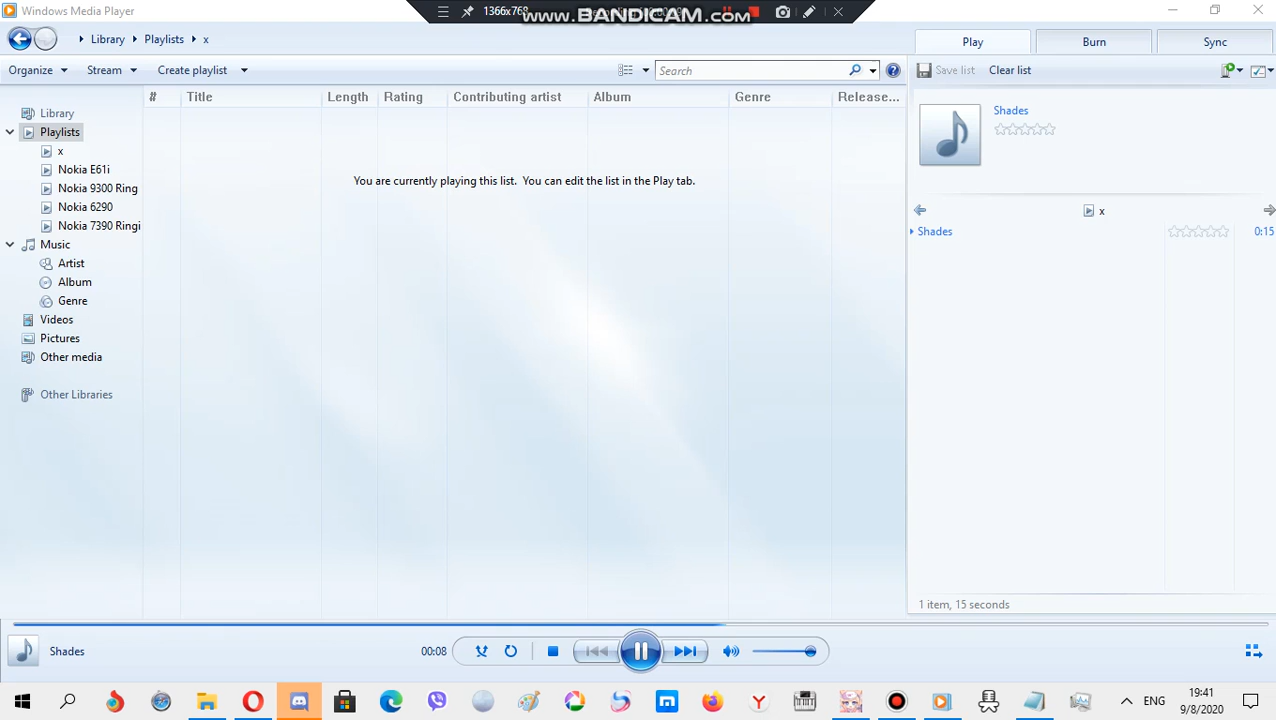 Windows Media Player
1366x768
www.BANDICAM.com
Library Playlists x
Play Burn Sync
Organize Stream Create playlist
Search
Save list Clear list
# Title Length Rating Contributing artist Album Genre Release...
Library
Playlists
x
Nokia E61i
Nokia 9300 Ring
Nokia 6290
Nokia 7390 Ringi
Music
Artist
Album
Genre
Videos
Pictures
Other media
Other Libraries
You are currently playing this list. You can edit the list in the Play tab.
Shades
x
Shades 0:15
1 item, 15 seconds
Shades 00:08
ENG
19:41
9/8/2020